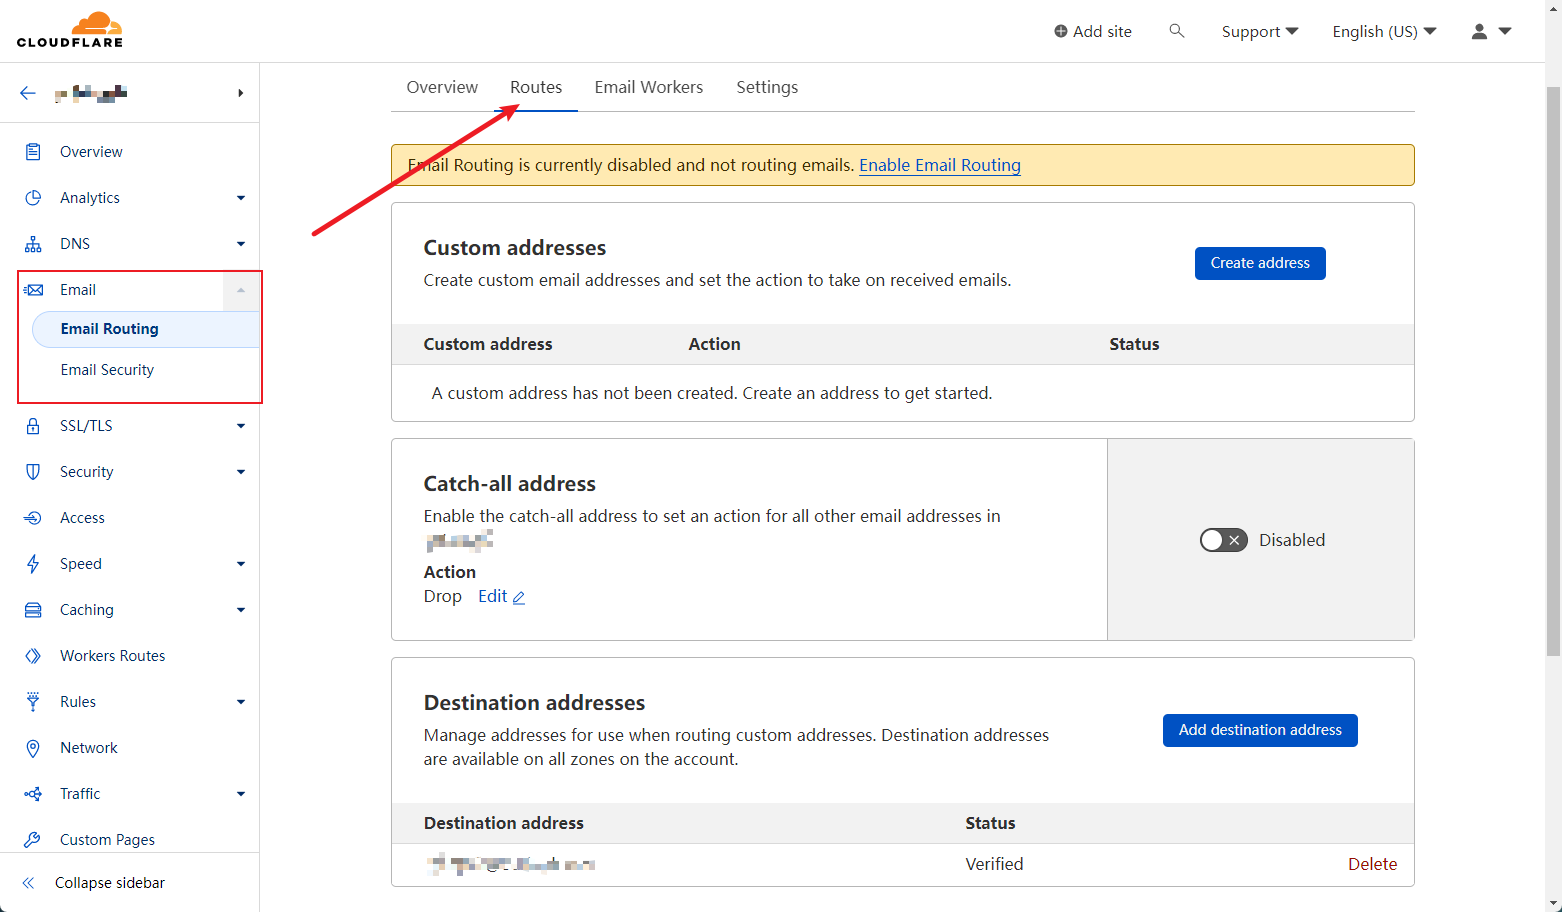 CLOUDFLARE
Add site
Support
English (US)
Overview
Analytics
DNS
Email
Email Routing
Email Security
SSL/TLS
Security
Access
Speed
Caching
Workers Routes
Rules
Network
Traffic
Custom Pages
Collapse sidebar
Overview Routes Email Workers Settings
Email Routing is currently disabled and not routing emails. Enable Email Routing
Custom addresses
Create custom email addresses and set the action to take on received emails.
Create address
Custom address Action Status
A custom address has not been created. Create an address to get started.
Catch-all address
Enable the catch-all address to set an action for all other email addresses in
Action
Drop Edit
Disabled
Destination addresses
Manage addresses for use when routing custom addresses. Destination addresses
are available on all zones on the account.
Add destination address
Destination address Status
Verified Delete